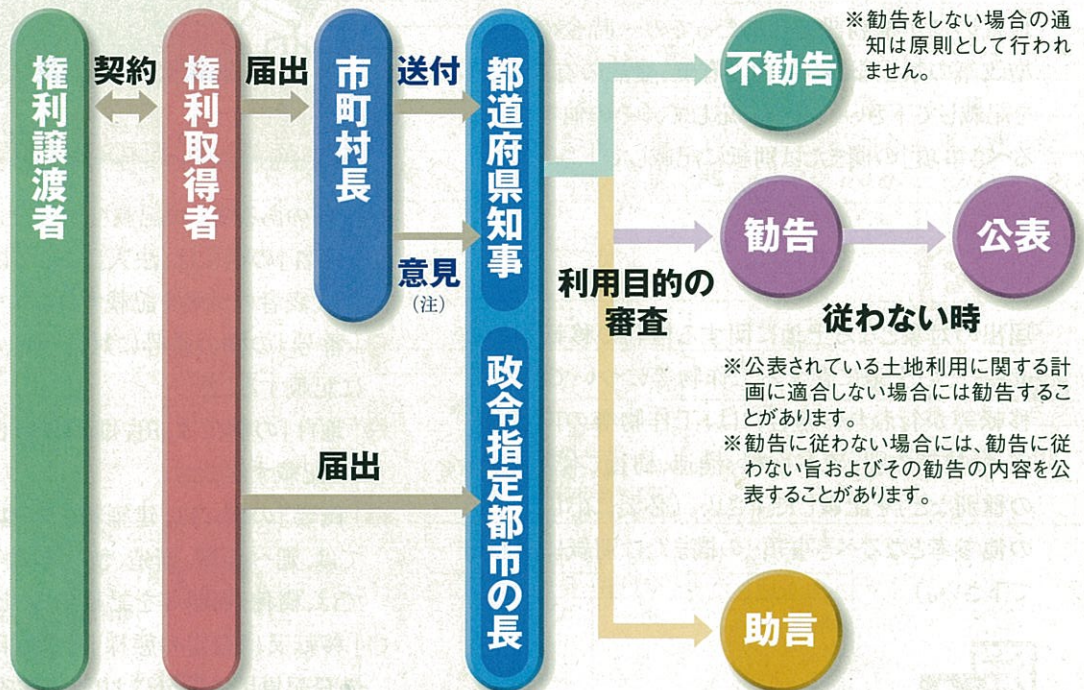 権利譲渡者
契約
権利取得者
届出
市町村長
送付
意見
(注)
都道府県知事
政令指定都市の長
届出
利用目的の
審査
不勧告
※勧告をしない場合の通
知は原則として行われ
ません。
勧告
従わない時
公表
※公表されている土地利用に関する計
画に適合しない場合には勧告するこ
とがあります。
※勧告に従わない場合には、勧告に従
わない旨およびその勧告の内容を公
表することがあります。
助言